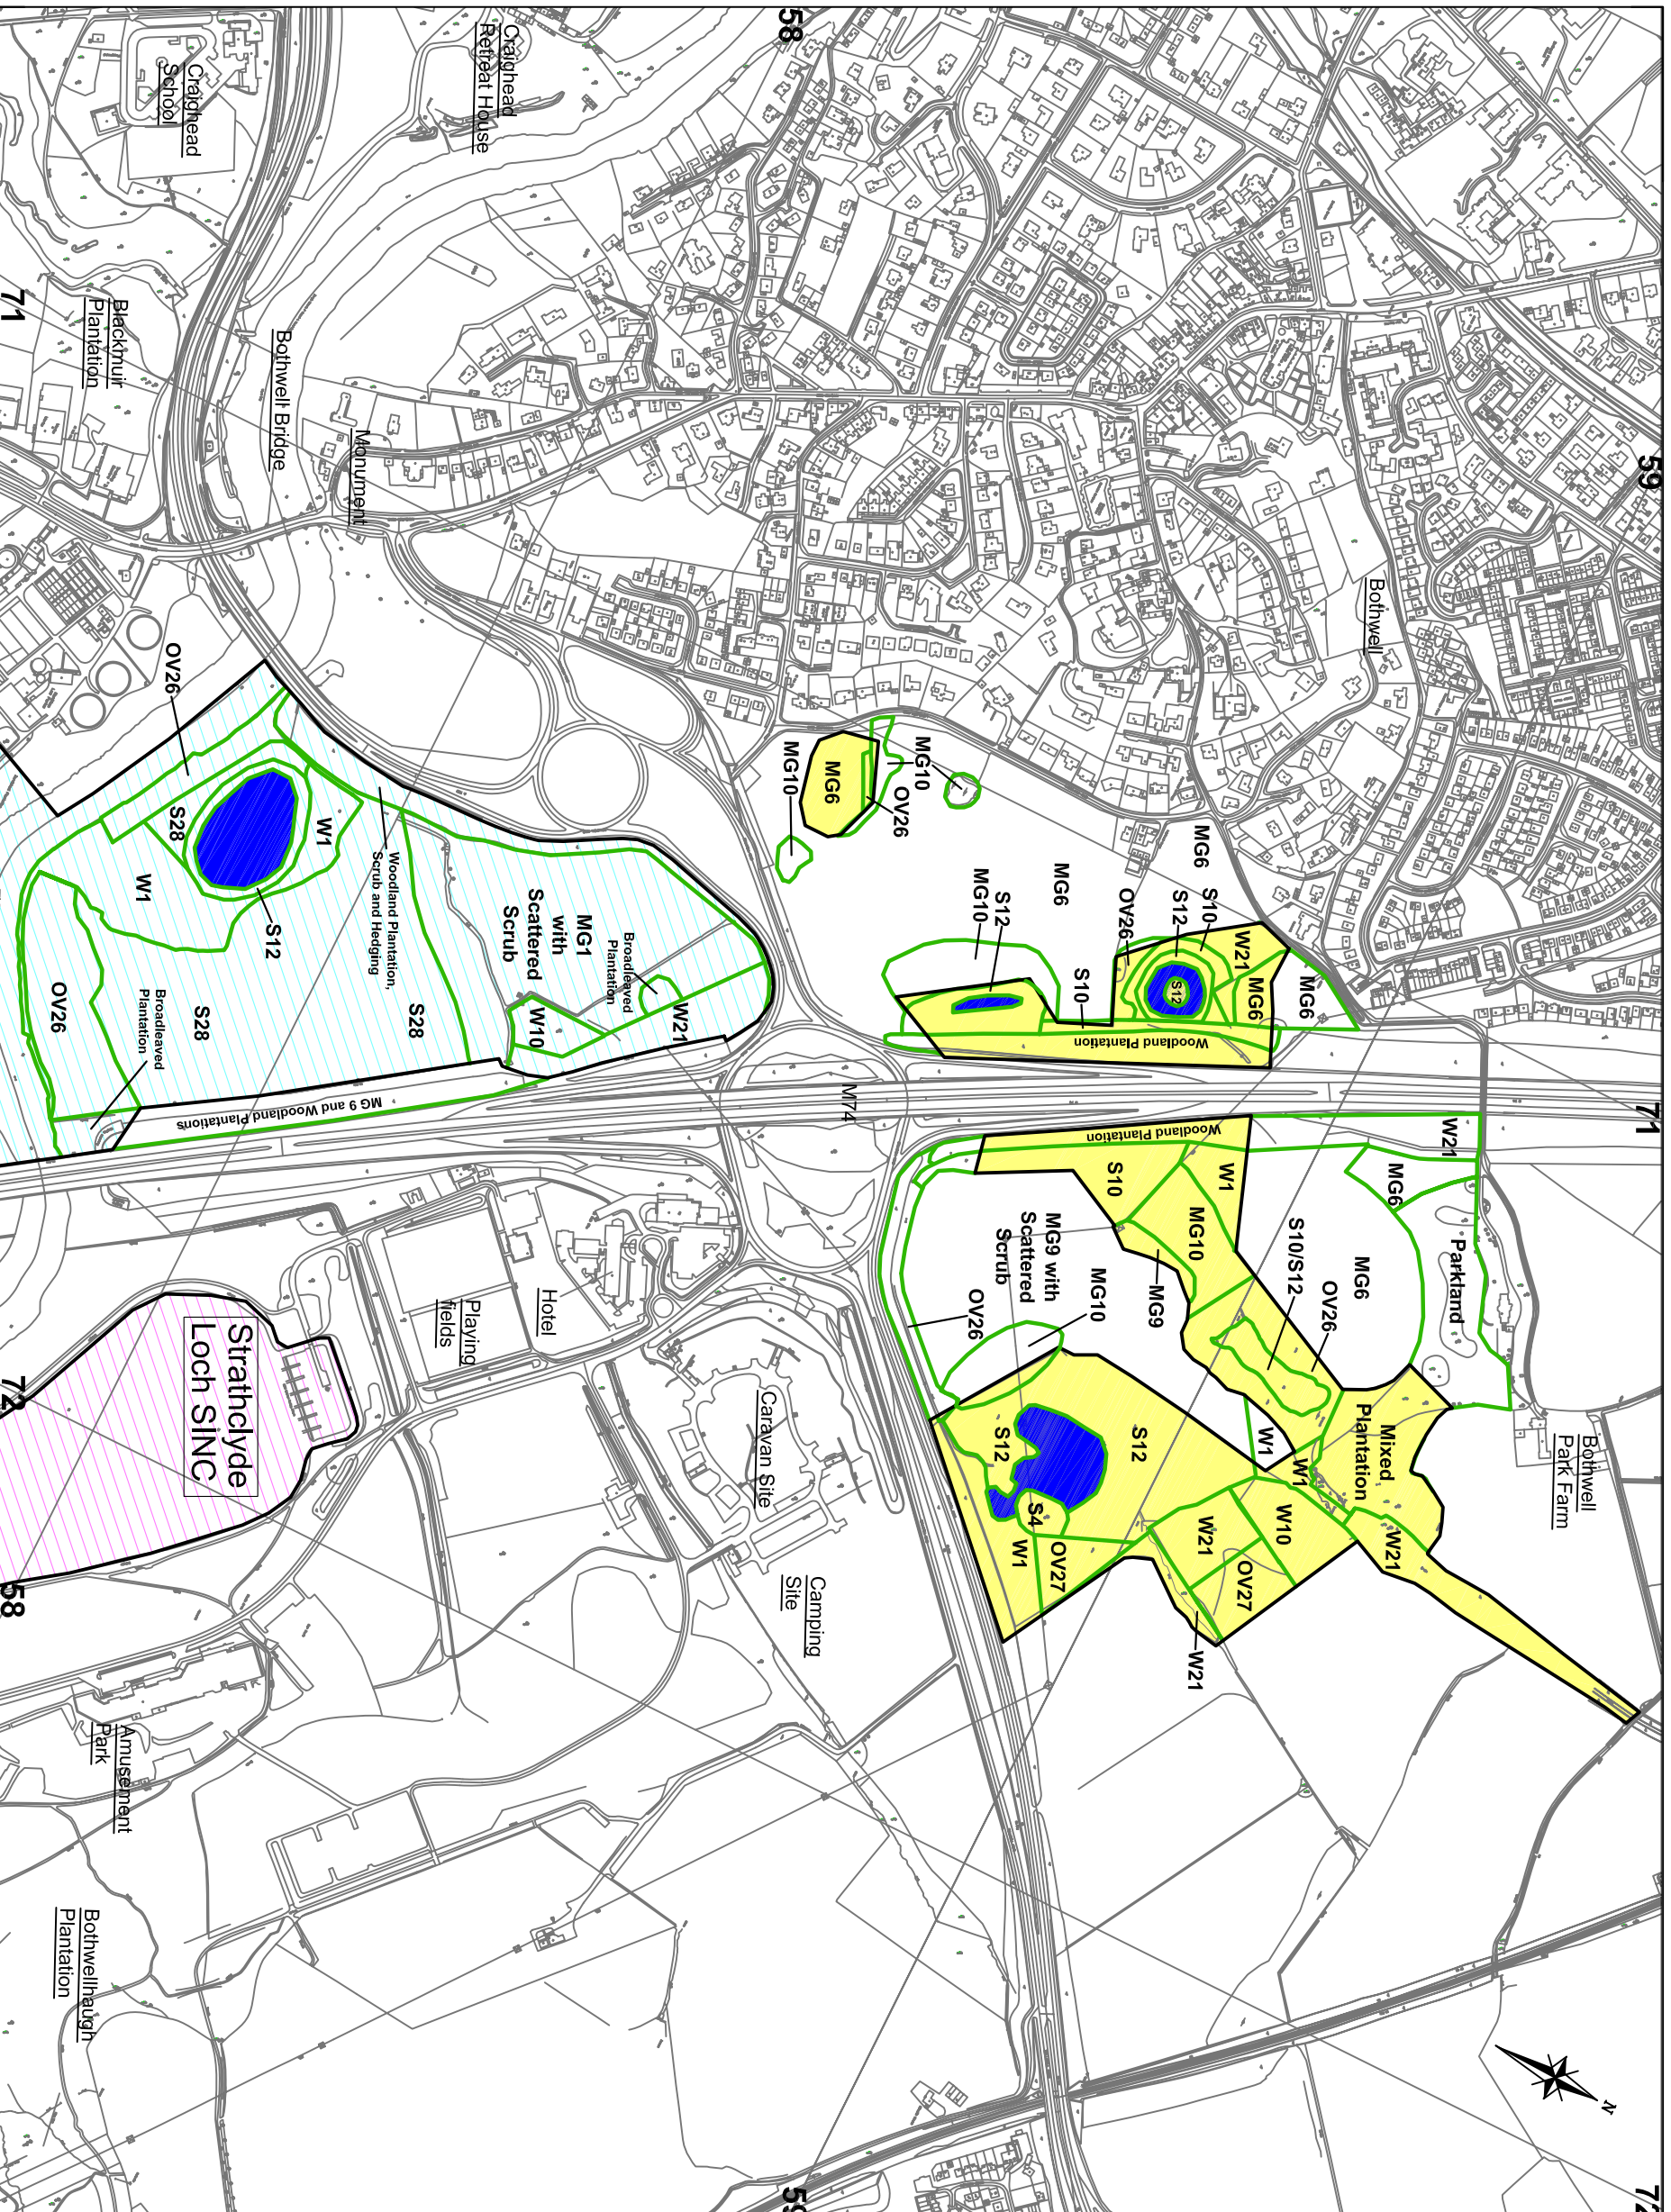 58
59
71
72
Craighead
Retreat House
Craighead
School
Blackmuir
Plantation
71
Bothwell Bridge
Monument
Bothwell
OV26
S28
W1
W1
S12
OV26
S28
Broadleaved
Plantation
Woodland Plantation,
Scrub and Hedging
S28
MG1
with
Scattered
Scrub
Broadleaved
Plantation
W10
W21
MG 9 and Woodland Plantations
MG10
MG6
OV26
MG10
MG6
MG6
S12
MG10
S10
OV26
S12
S10
S12
W21
MG6
MG6
Woodland Plantation
M74
Woodland Plantation
W21
MG6
Parkland
MG6
W1
S10
MG10
MG9
S10/S12
OV26
MG9 with
Scattered
Scrub
MG10
OV26
Mixed
Plantation
W1
W1
W10
W21
W21
OV27
W21
S12
S12
S4
W1
OV27
Bothwell
Park Farm
Hotel
Playing
fields
Caravan Site
Camping
Site
Strathclyde
Loch SINC
72
58
Amusement
Park
Bothwellhaugh
Plantation
59
N